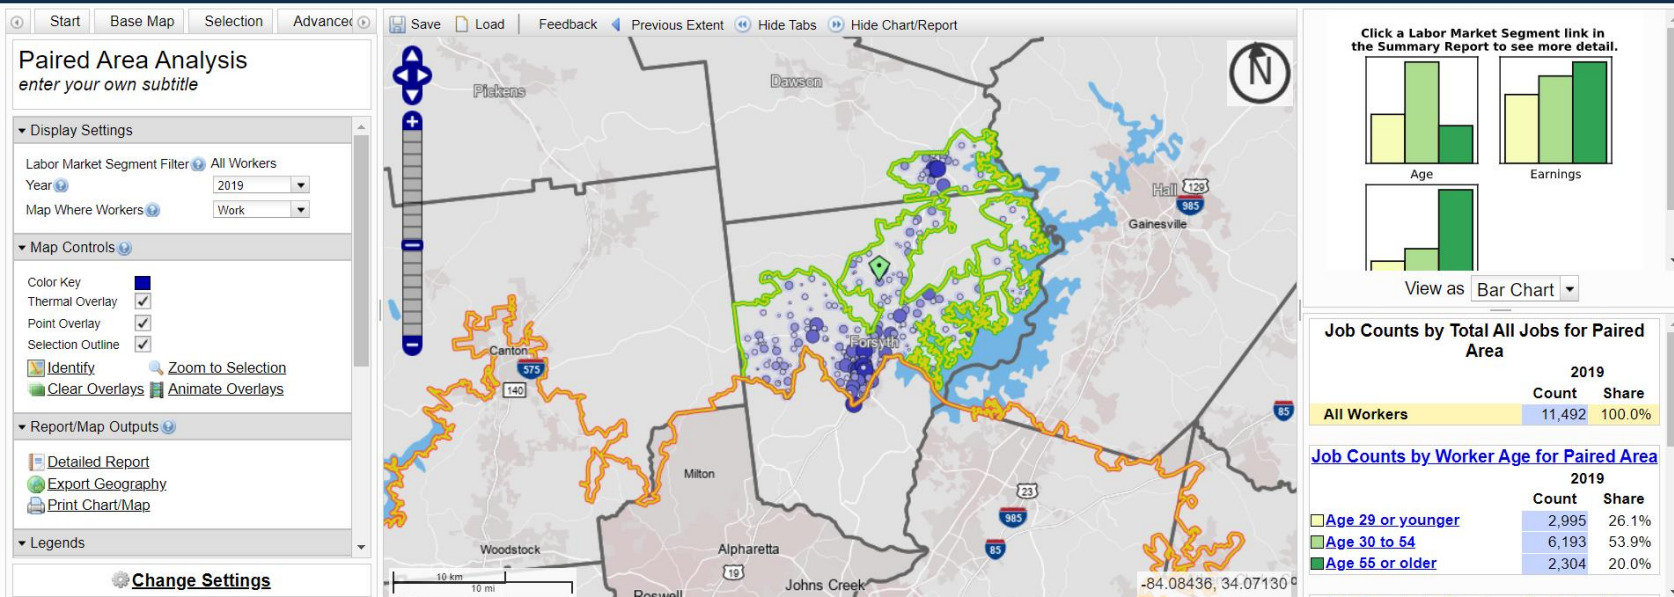 Start
Base Map
Selection
Advanced
Paired Area Analysis
enter your own subtitle
Display Settings
Labor Market Segment Filter All Workers
Year 2019
Map Where Workers Work
Map Controls
Color Key
Thermal Overlay
Point Overlay
Selection Outline
Identify Zoom to Selection
Clear Overlays Animate Overlays
Report/Map Outputs
Detailed Report
Export Geography
Print Chart/Map
Legends
Change Settings
Save Load Feedback Previous Extent Hide Tabs Hide Chart/Report
Pickens
Dawson
N
Hall 129
985
Gainesville
Forsyth
Canton
575
140
85
Milton
23
985
85
Woodstock
Alpharetta
19
Johns Creek
Roswell
10 km
10 mi
-84.08436, 34.07130 º
Click a Labor Market Segment link in
the Summary Report to see more detail.
Age Earnings
View as Bar Chart
Job Counts by Total All Jobs for Paired
Area
2019
Count Share
All Workers 11,492 100.0%
Job Counts by Worker Age for Paired Area
2019
Count Share
Age 29 or younger 2,995 26.1%
Age 30 to 54 6,193 53.9%
Age 55 or older 2,304 20.0%